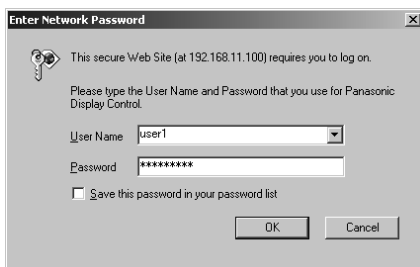 Enter Network Password
This secure Web Site (at 192.168.11.100) requires you to log on.
Please type the User Name and Password that you use for Panasonic
Display Control.
User Name user1
Password *********
Save this password in your password list
OK Cancel